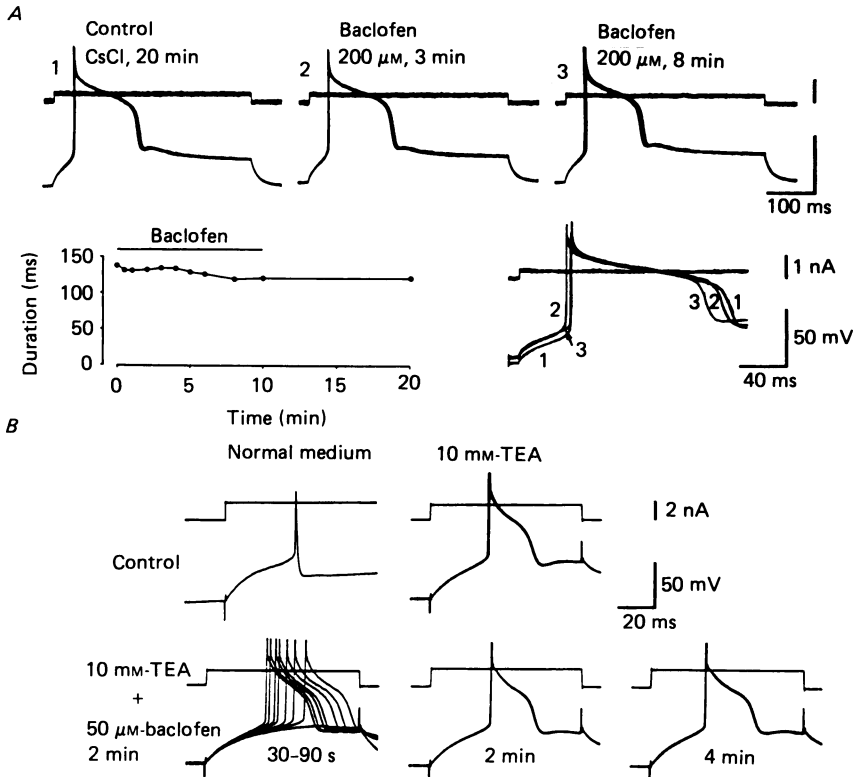 A
Control
CsCl, 20 min
1
Baclofen
200 μM, 3 min
2
Baclofen
200 μM, 8 min
3
100 ms
Baclofen
150
100
50
0
Duration (ms)
0 5 10 15 20
Time (min)
2
1
3
3 2 1
1 nA
50 mV
40 ms
B
Normal medium
10 mM-TEA
Control
2 nA
50 mV
20 ms
10 mM-TEA
+
50 μM-baclofen
2 min
30–90 s
2 min
4 min